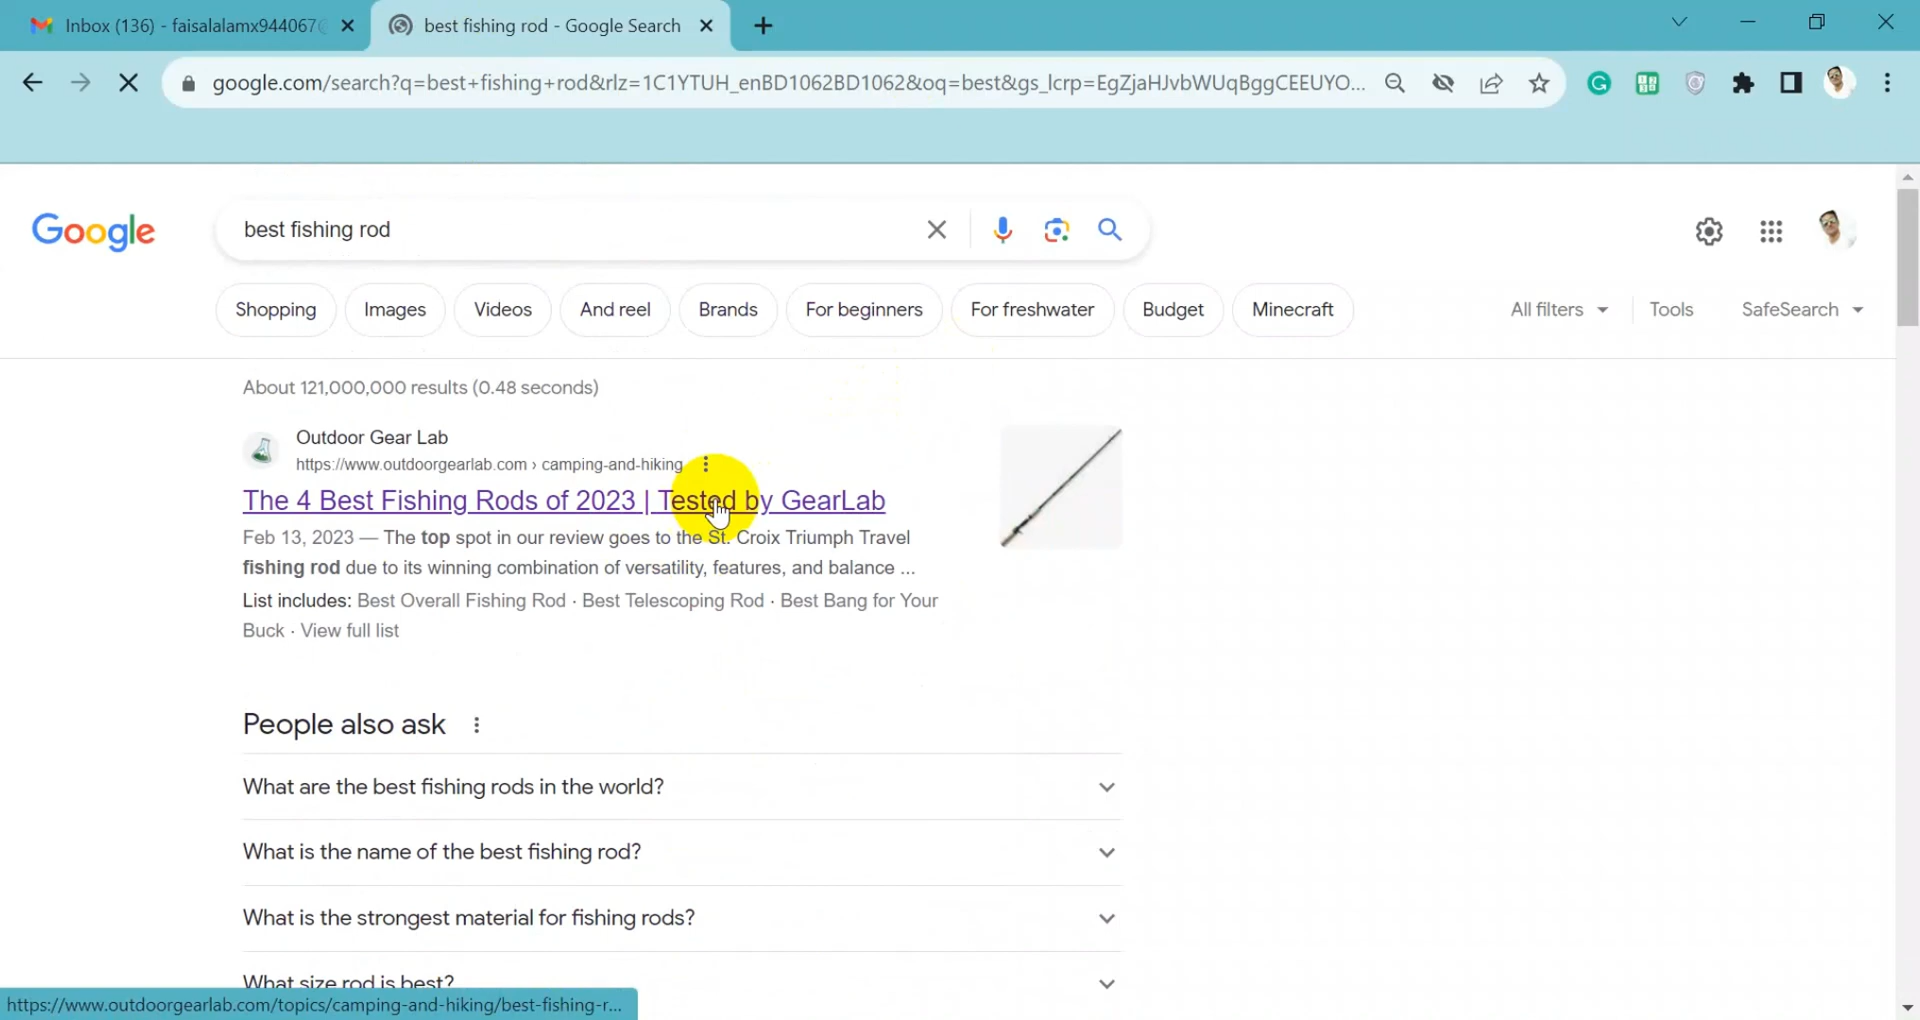 Inbox (136) - faisalalamx944067
best fishing rod - Google Search
google.com/search?q=best+fishing+rod&rlz=1C1YTUH_enBD1062BD1062&oq=best&gs_lcrp=EgZjaHJvbWUqBggCEEUYO...
Google
best fishing rod
Shopping
Images
Videos
And reel
Brands
For beginners
For freshwater
Budget
Minecraft
All filters
Tools
SafeSearch
About 121,000,000 results (0.48 seconds)
Outdoor Gear Lab
https://www.outdoorgearlab.com › camping-and-hiking
The 4 Best Fishing Rods of 2023 | Tested by GearLab
Feb 13, 2023 — The top spot in our review goes to the St. Croix Triumph Travel
fishing rod due to its winning combination of versatility, features, and balance ...
List includes: Best Overall Fishing Rod · Best Telescoping Rod · Best Bang for Your
Buck · View full list
People also ask
What are the best fishing rods in the world?
What is the name of the best fishing rod?
What is the strongest material for fishing rods?
What size rod is best?
https://www.outdoorgearlab.com/topics/camping-and-hiking/best-fishing-r...